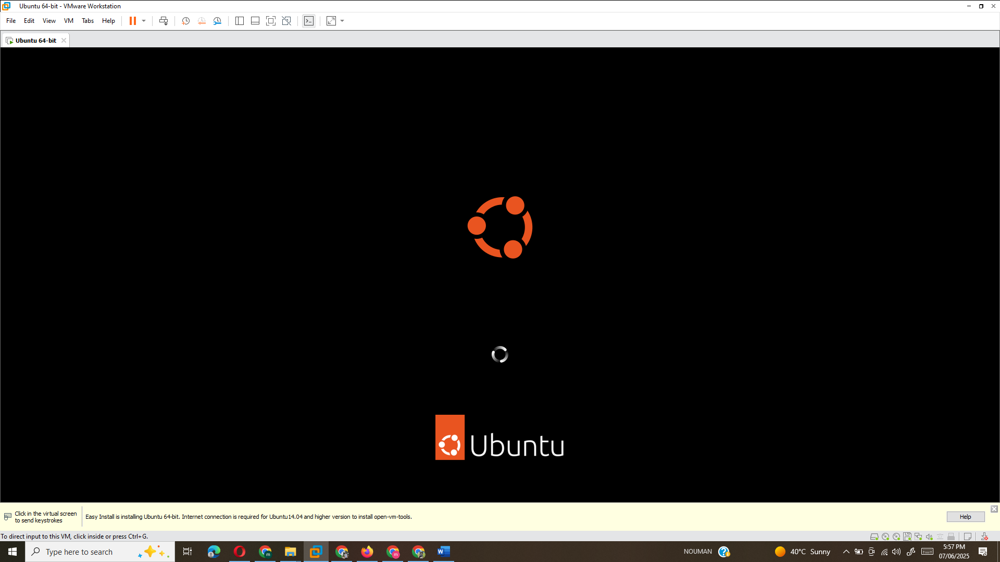 Ubuntu 64-bit - VMware Workstation
File Edit View VM Tabs Help
Ubuntu 64-bit
Ubuntu
Click in the virtual screen
to send keystrokes
Easy Install is installing Ubuntu 64-bit. Internet connection is required for Ubuntu14.04 and higher version to install open-vm-tools.
Help
To direct input to this VM, click inside or press Ctrl+G.
Type here to search
m
m
W
NOUMAN
40°C Sunny
5:57 PM
07/06/2025